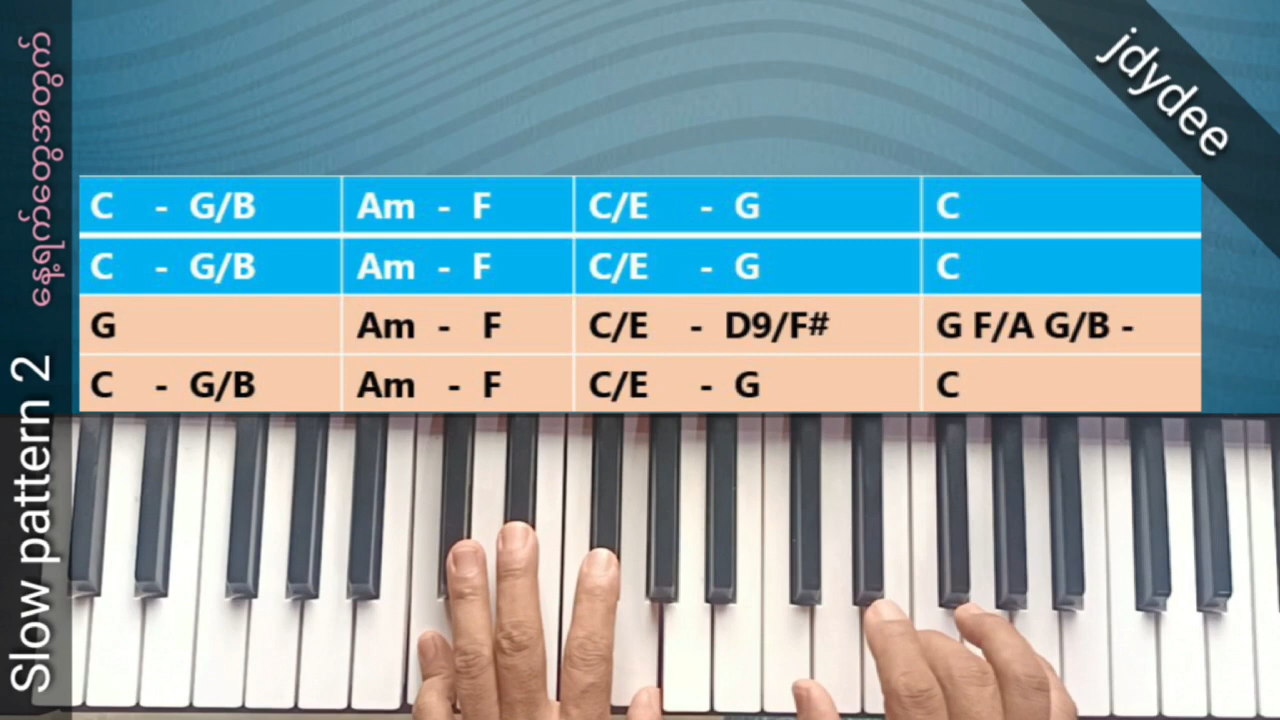 jdydee
C - G/B Am - F C/E - G C
C - G/B Am - F C/E - G C
G Am - F C/E - D9/F# G F/A G/B -
C - G/B Am - F C/E - G C
Slow pattern 2